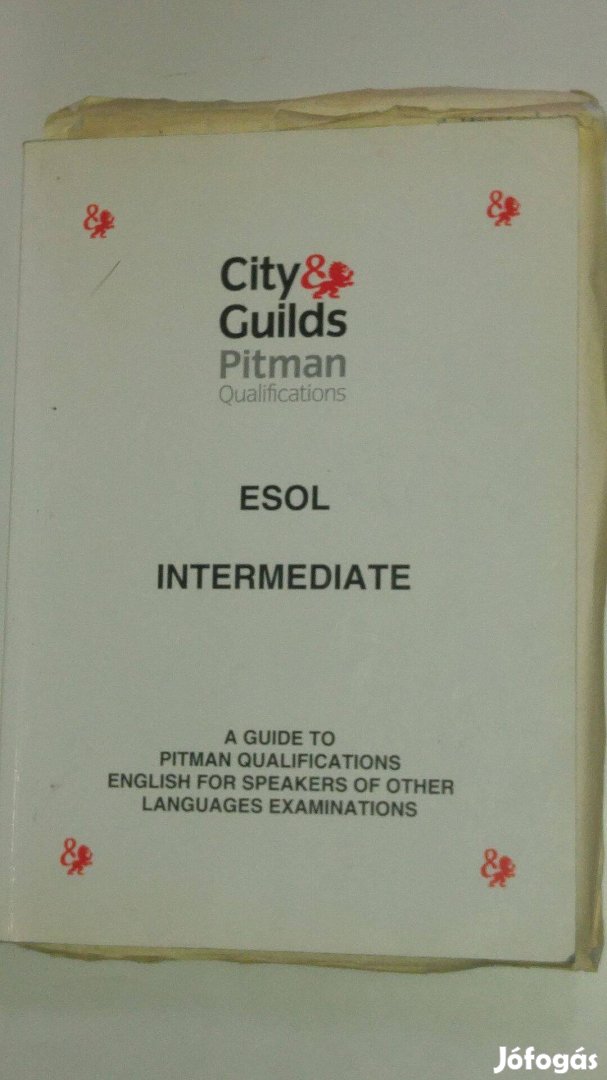 City&
Guilds
Pitman
Qualifications
ESOL
INTERMEDIATE
A GUIDE TO
PITMAN QUALIFICATIONS
ENGLISH FOR SPEAKERS OF OTHER
LANGUAGES EXAMINATIONS
Jófogás